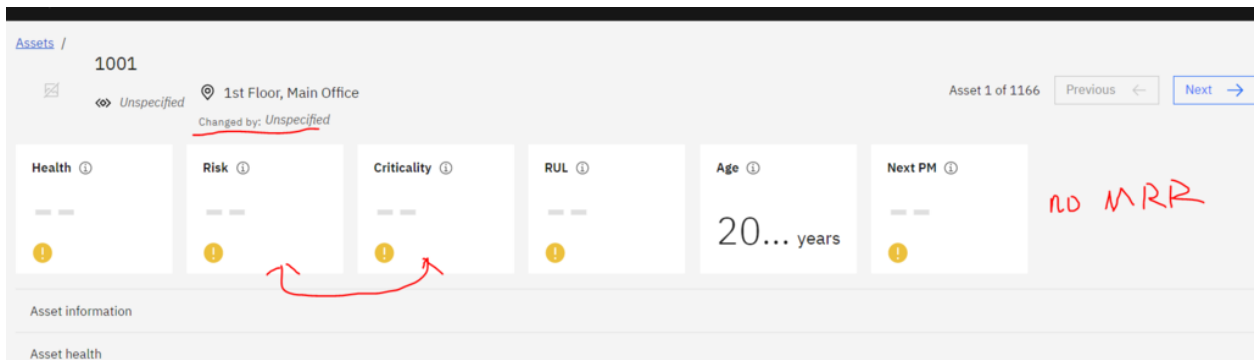 Assets /
1001
Unspecified
1st Floor, Main Office
Changed by: Unspecified
Asset 1 of 1166
Previous
Next
Health
Risk
Criticality
RUL
Age
Next PM
20... years
no MRR
Asset information
Asset health